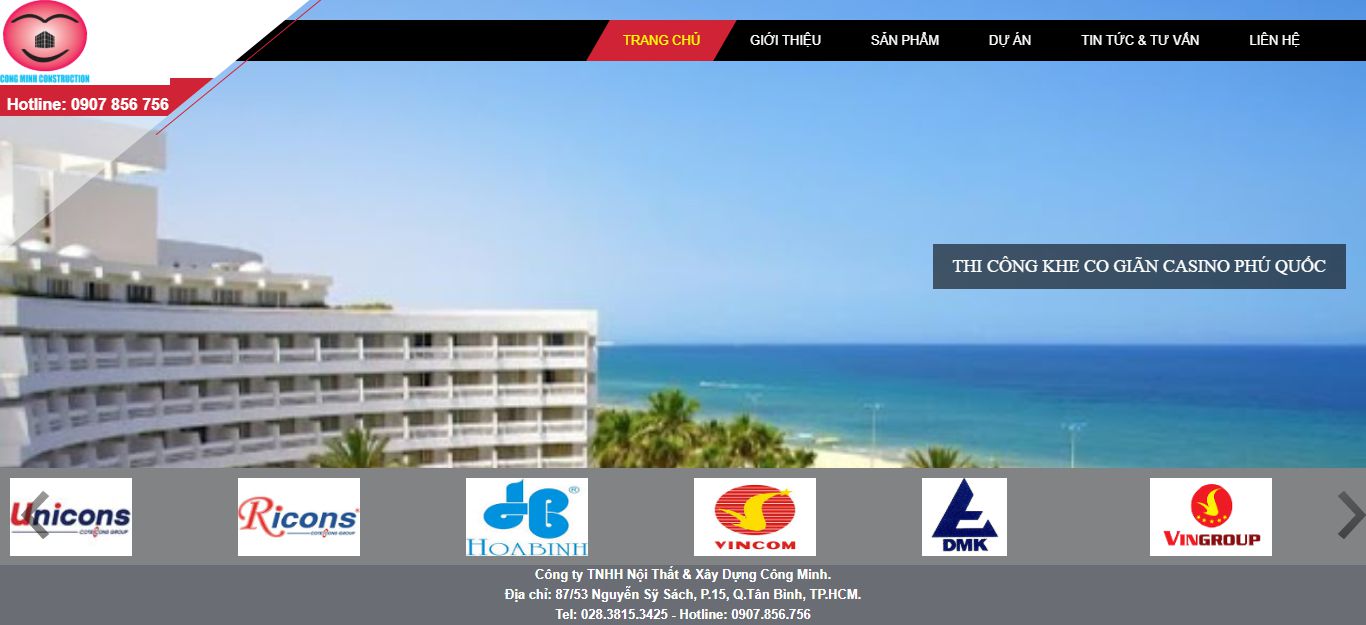 CONG MINH CONSTRUCTION
Hotline: 0907 856 756
TRANG CHỦ
GIỚI THIỆU
SẢN PHẨM
DỰ ÁN
TIN TỨC & TƯ VẤN
LIÊN HỆ
THI CÔNG KHE CO GIÃN CASINO PHÚ QUỐC
Unicons
COTECCONS GROUP
Ricons
COTECCONS GROUP
HOABINH
VINCOM
DMK
VINGROUP
Công ty TNHH Nội Thất & Xây Dựng Công Minh.
Địa chỉ: 87/53 Nguyễn Sỹ Sách, P.15, Q.Tân Bình, TP.HCM.
Tel: 028.3815.3425 - Hotline: 0907.856.756